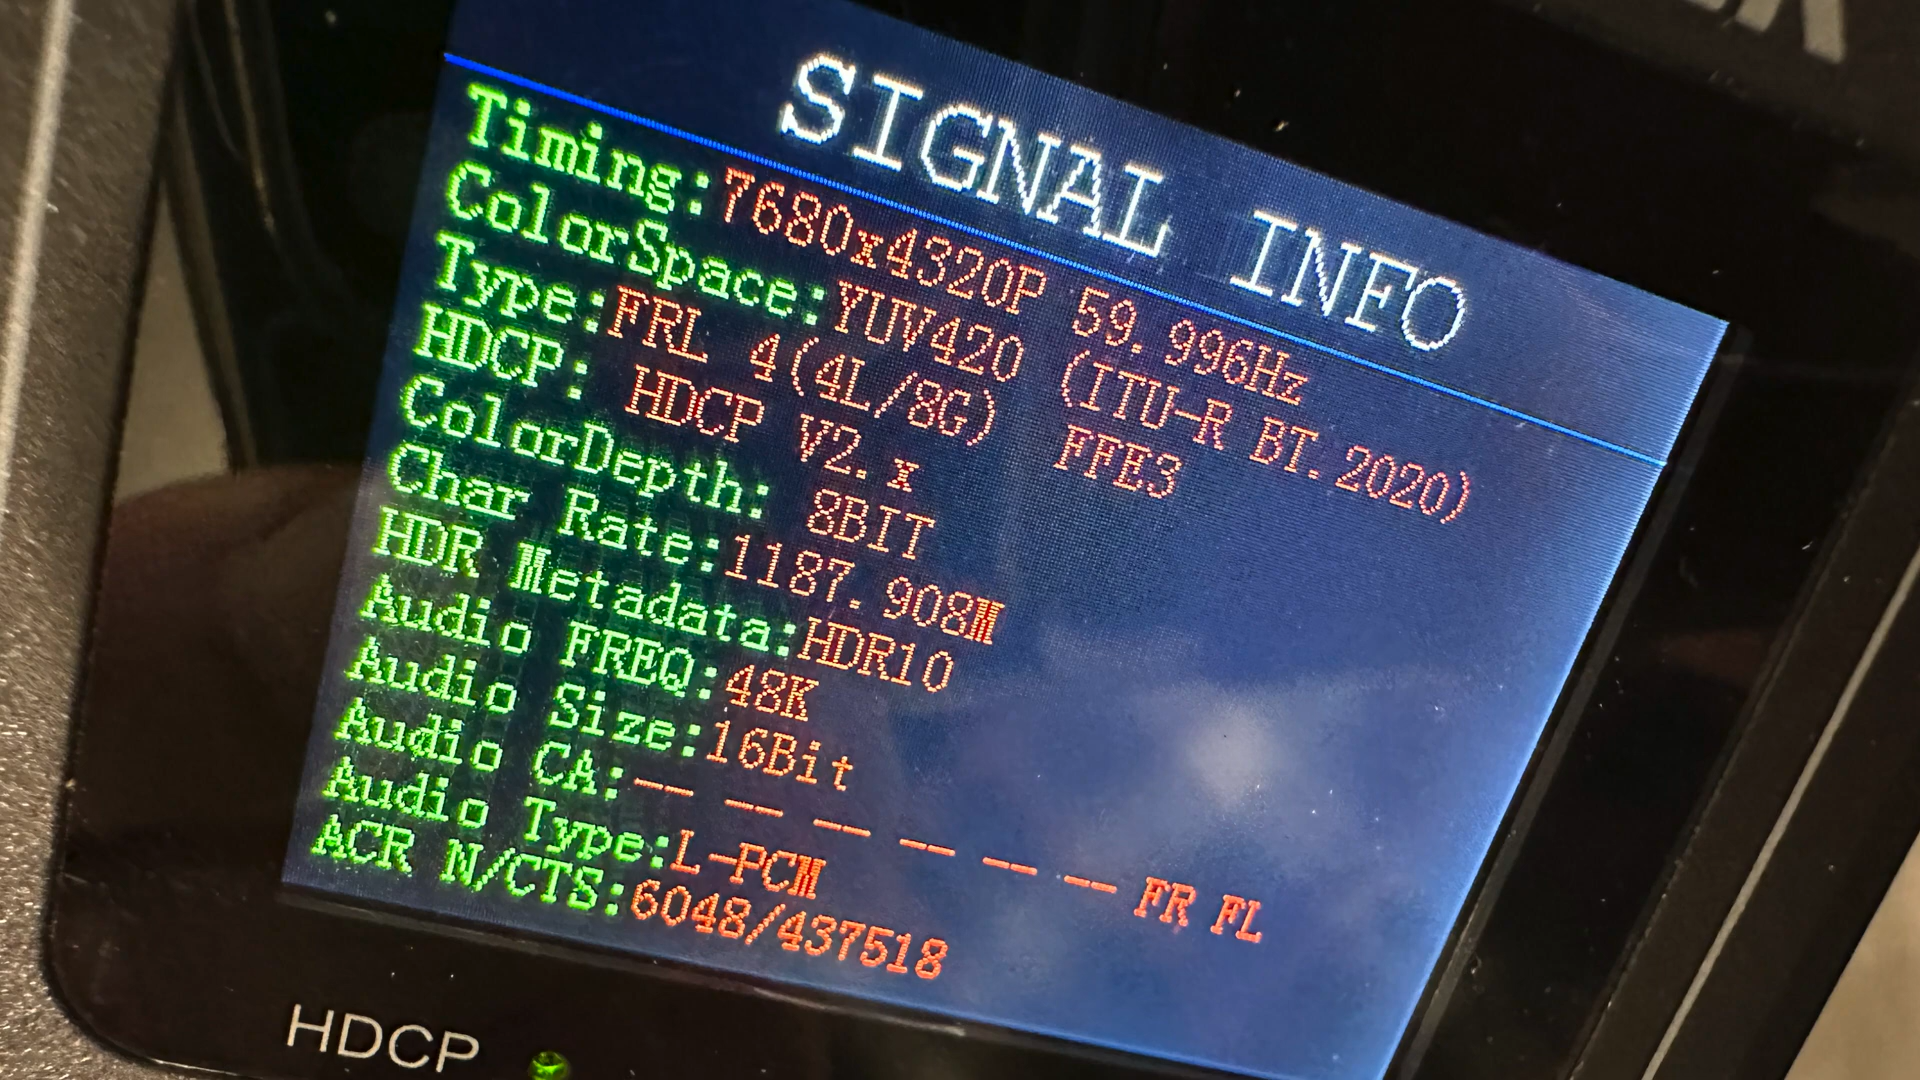 SIGNAL INFO
Timing:7680x4320P 59.996Hz
ColorSpace:YUV420 (ITU-R BT.2020)
Type:FRL 4(4L/8G) FFE3
HDCP: HDCP V2.x
ColorDepth: 8BIT
Char Rate:1187.908M
HDR Metadata:HDR10
Audio FREQ:48K
Audio Size:16Bit
Audio CA:-- -- -- -- -- -- FR FL
Audio Type:L-PCM
ACR N/CTS:6048/437518
HDCP